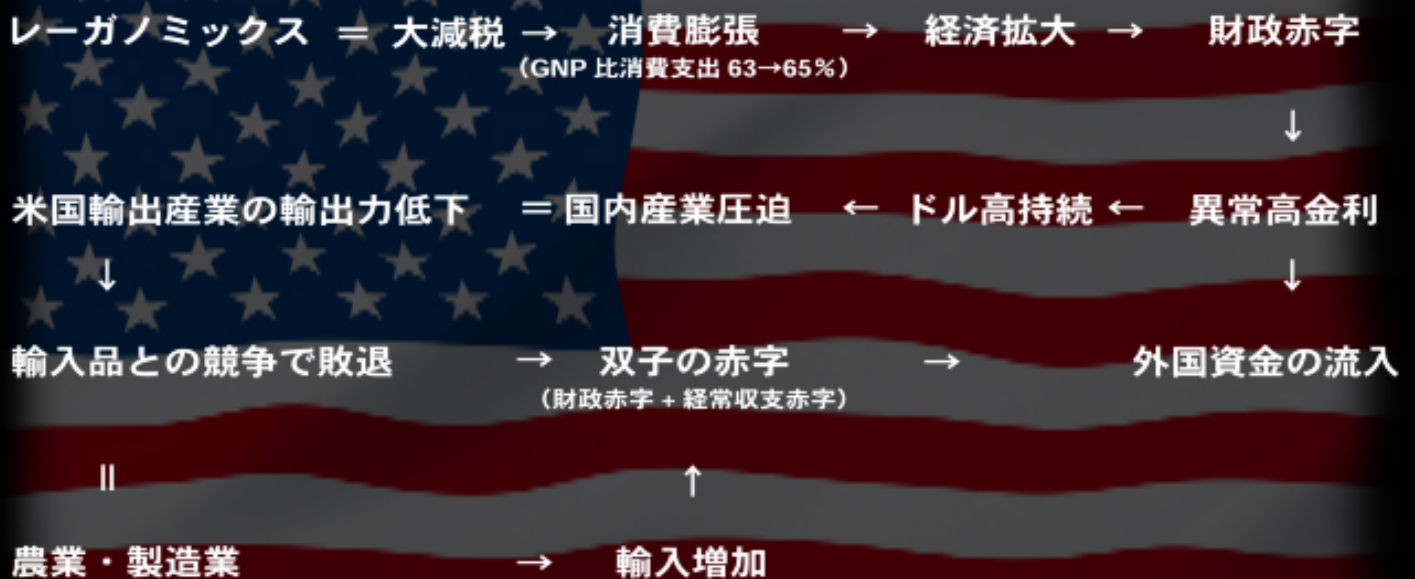 レーガノミックス ＝ 大減税 → 消費膨張 → 経済拡大 → 財政赤字
（GNP 比消費支出 63→65％）
↓
米国輸出産業の輸出力低下 ＝ 国内産業圧迫 ← ドル高持続 ← 異常高金利
↓ ↓
輸入品との競争で敗退 → 双子の赤字 → 外国資金の流入
（財政赤字 + 経常収支赤字）
॥ ↑
農業・製造業 → 輸入増加